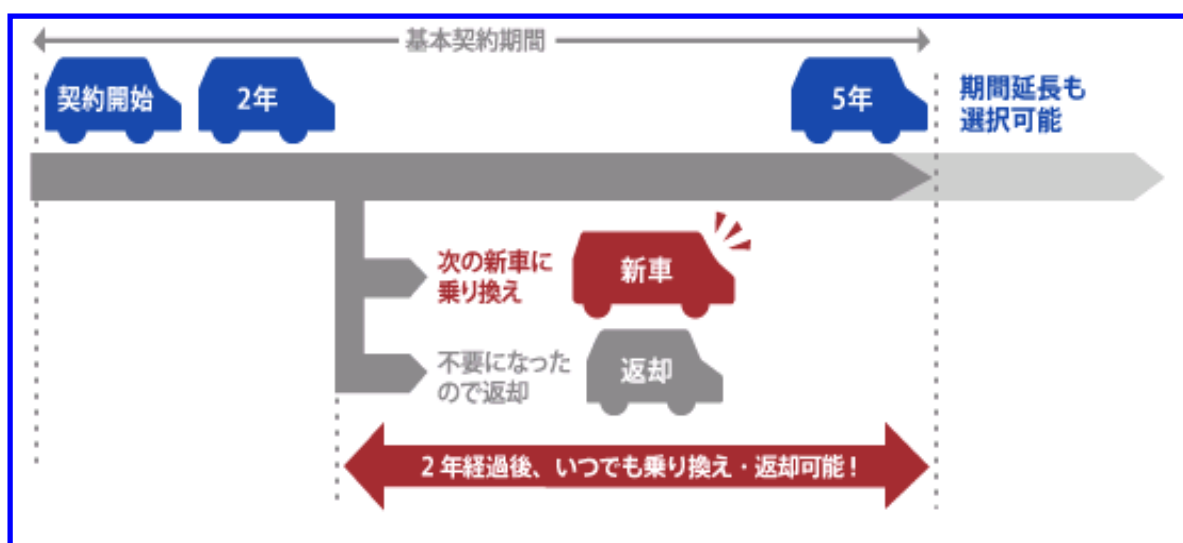 基本契約期間
契約開始
2年
5年
期間延長も
選択可能
次の新車に
乗り換え
新車
不要になった
ので返却
返却
2年経過後、いつでも乗り換え・返却可能!